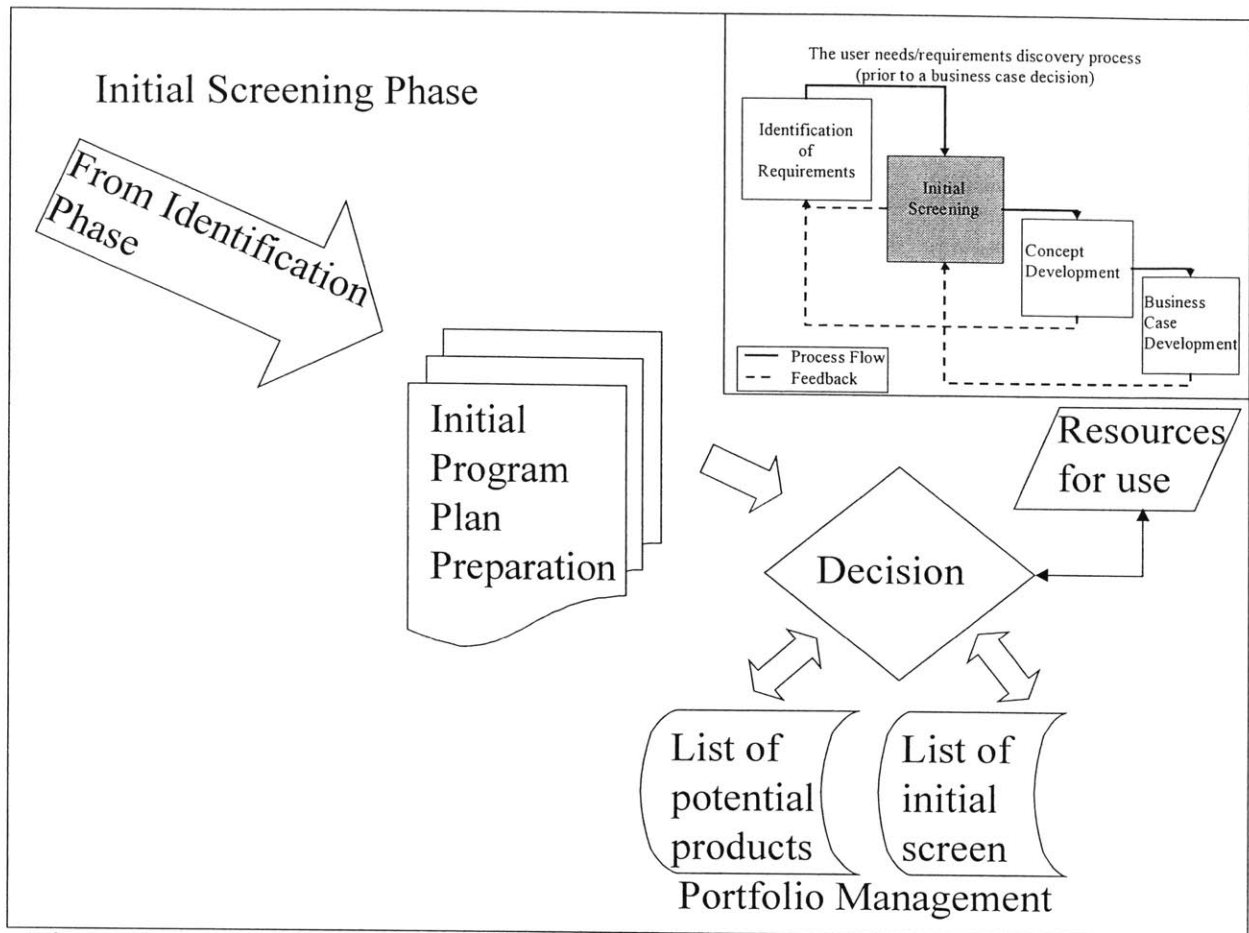 Initial Screening Phase
From Identification
Phase
Initial
Program
Plan
Preparation
Decision
Resources
for use
List of
potential
products
List of
initial
screen
Portfolio Management
The user needs/requirements discovery process
(prior to a business case decision)
Identification
of
Requirements
Initial
Screening
Concept
Development
Business
Case
Development
Process Flow
Feedback